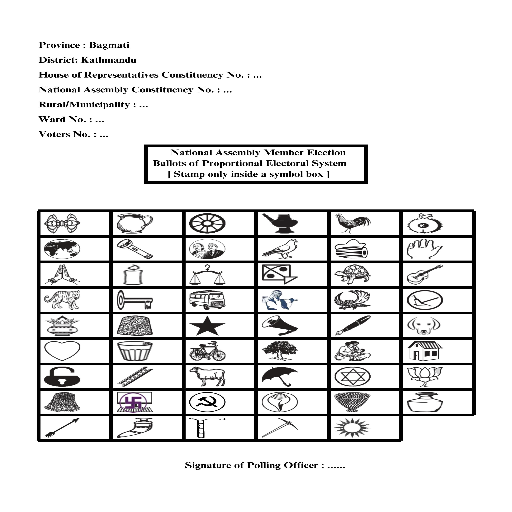 Province : Bagmati
District: Kathmandu
House of Representatives Constituency No. : ...
National Assembly Constituency No. : ...
Rural/Municipality : ...
Ward No. : ...
Voters No. : ...
National Assembly Member Election
Ballots of Proportional Electoral System
[ Stamp only inside a symbol box ]
Signature of Polling Officer : ......